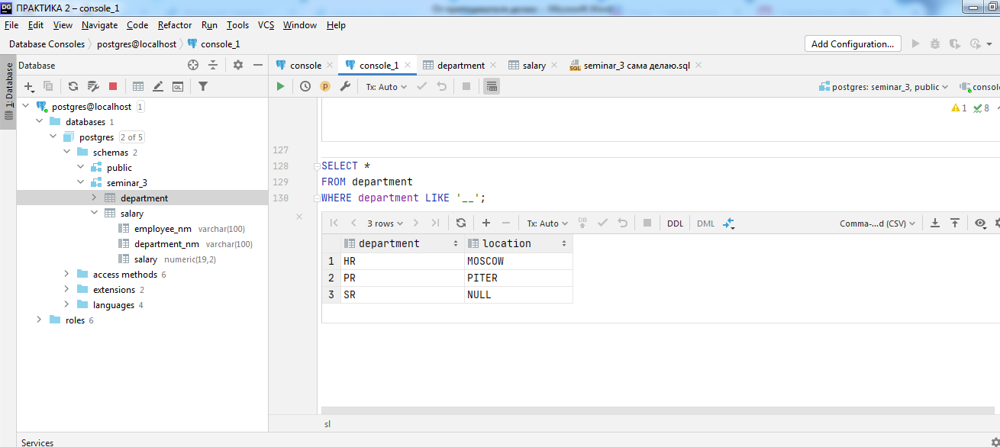 DG ПРАКТИКА 2 – console_1
File Edit View Navigate Code Refactor Run Tools VCS Window Help
Database Consoles postgres@localhost console_1 Add Configuration...
1: Database
Database
console console_1 department salary SQL seminar_3 сама делаю.sql
QL
p Tx: Auto postgres: seminar_3, public
postgres@localhost 1
databases 1
postgres 2 of 5
schemas 2
public
seminar_3
department
salary
employee_nm varchar(100)
department_nm varchar(100)
salary numeric(19,2)
access methods 6
extensions 2
languages 4
roles 6
1 8
127
128 SELECT *
129 FROM department
130 WHERE department LIKE '__';
3 rows Tx: Auto DB DDL DML Comma-...d (CSV)
department location
1 HR MOSCOW
2 PR PITER
3 SR NULL
sl
Services